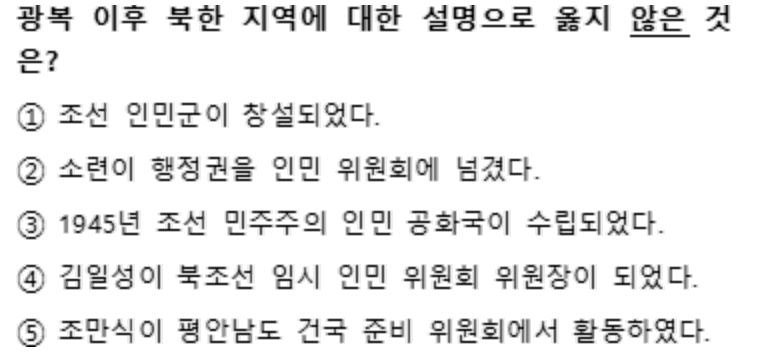 광복 이후 북한 지역에 대한 설명으로 옳지 않은 것
은?
① 조선 인민군이 창설되었다.
② 소련이 행정권을 인민 위원회에 넘겼다.
③ 1945년 조선 민주주의 인민 공화국이 수립되었다.
④ 김일성이 북조선 임시 인민 위원회 위원장이 되었다.
⑤ 조만식이 평안남도 건국 준비 위원회에서 활동하였다.